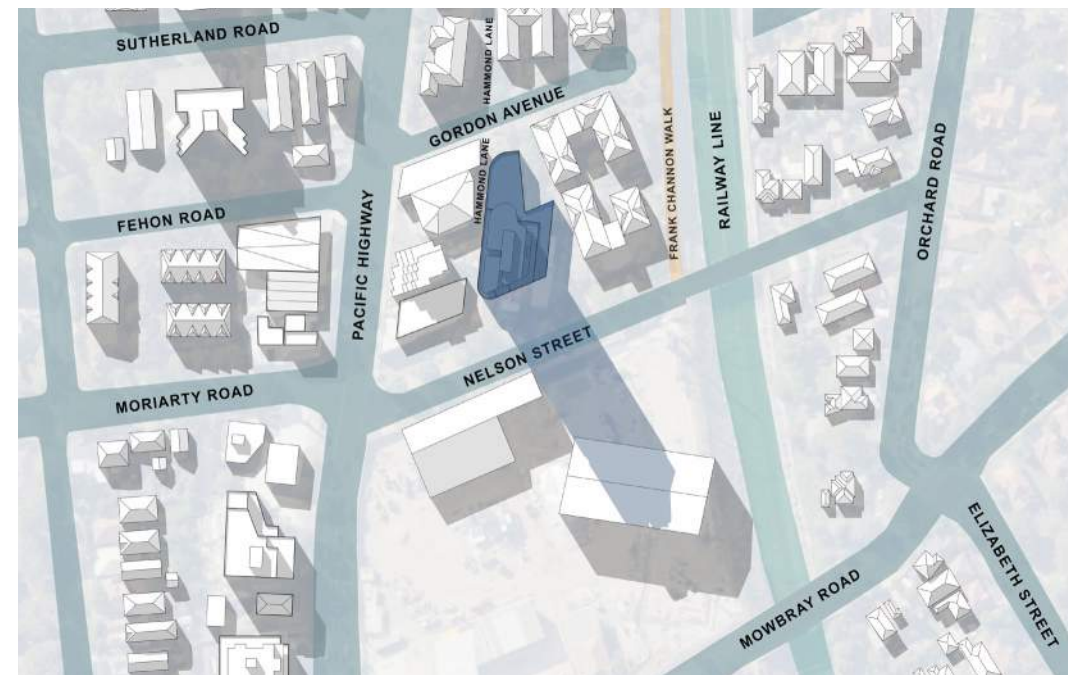 SUTHERLAND ROAD
HAMMOND LANE
GORDON AVENUE
HAMMOND LANE
FRANK CHANNON WALK
RAILWAY LINE
ORCHARD ROAD
FEHON ROAD
PACIFIC HIGHWAY
NELSON STREET
MORIARTY ROAD
MOWBRAY ROAD
ELIZABETH STREET